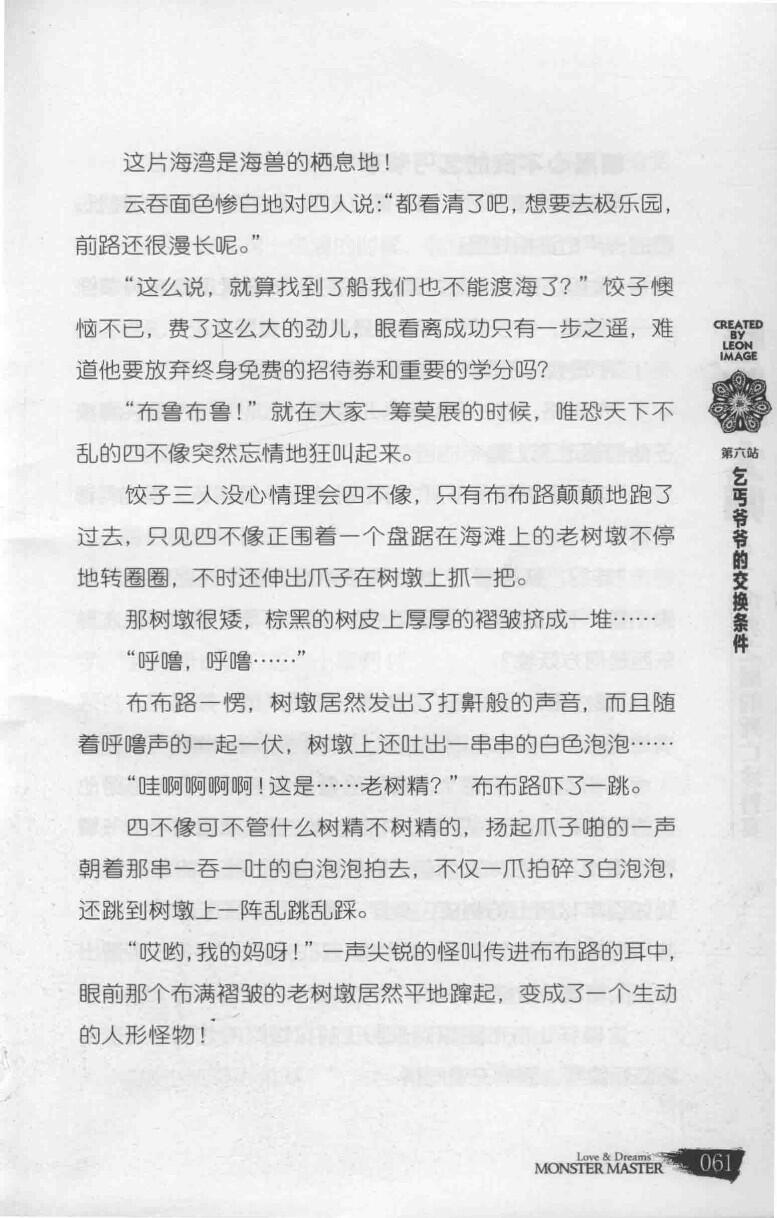 这片海湾是海兽的栖息地！
云吞面色惨白地对四人说：“都看清了吧，想要去极乐园，
前路还很漫长呢。”
“这么说，就算找到了船我们也不能渡海了？”饺子懊
恼不已，费了这么大的劲儿，眼看离成功只有一步之遥，难
道他要放弃终身免费的招待券和重要的学分吗？
“布鲁布鲁！”就在大家一筹莫展的时候，唯恐天下不
乱的四不像突然忘情地狂叫起来。
饺子三人没心情理会四不像，只有布布路颠颠地跑了
过去，只见四不像正围着一个盘踞在海滩上的老树墩不停
地转圈圈，不时还伸出爪子在树墩上抓一把。
那树墩很矮，棕黑的树皮上厚厚的褶皱挤成一堆……
“呼噜，呼噜……”
布布路一愣，树墩居然发出了打鼾般的声音，而且随
着呼噜声的一起一伏，树墩上还吐出一串串的白色泡泡……
“哇啊啊啊啊！这是……老树精？”布布路吓了一跳。
四不像可不管什么树精不树精的，扬起爪子啪的一声
朝着那串一吞一吐的白泡泡拍去，不仅一爪拍碎了白泡泡，
还跳到树墩上一阵乱跳乱踩。
“哎哟，我的妈呀！”一声尖锐的怪叫传进布布路的耳中，
眼前那个布满褶皱的老树墩居然平地蹿起，变成了一个生动
的人形怪物！
CREATED
BY
LEON
IMAGE
第六站
乞丐爷爷的交换条件
Love & Dreams
MONSTER MASTER
061